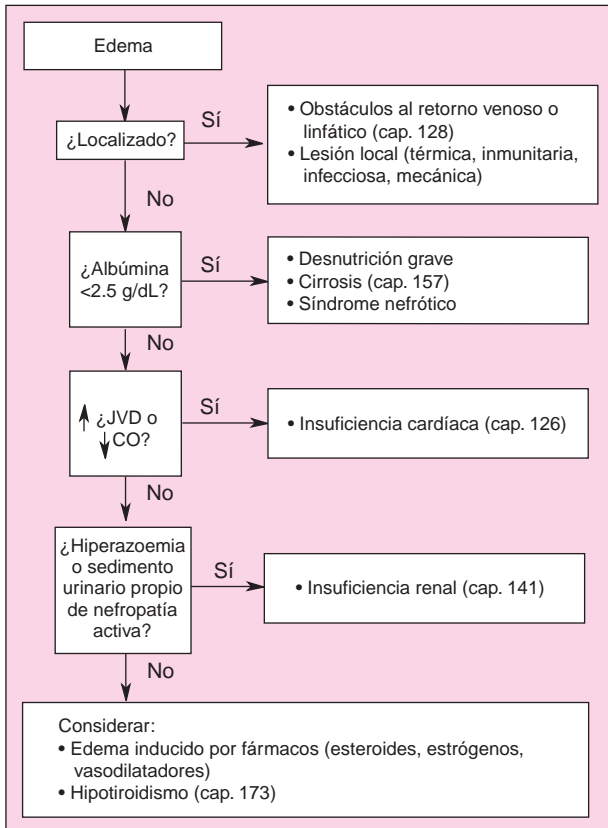 Edema
¿Localizado?
Sí
• Obstáculos al retorno venoso o
linfático (cap. 128)
• Lesión local (térmica, inmunitaria,
infecciosa, mecánica)
No
¿Albúmina
<2.5 g/dL?
Sí
• Desnutrición grave
• Cirrosis (cap. 157)
• Síndrome nefrótico
No
¿JVD o
CO?
Sí
• Insuficiencia cardíaca (cap. 126)
No
¿Hiperazoemia
o sedimento
urinario propio
de nefropatía
activa?
Sí
• Insuficiencia renal (cap. 141)
No
Considerar:
• Edema inducido por fármacos (esteroides, estrógenos,
vasodilatadores)
• Hipotiroidismo (cap. 173)